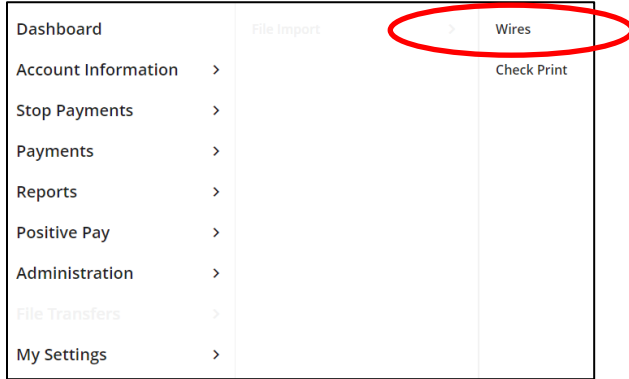 Dashboard
Account Information
Stop Payments
Payments
Reports
Positive Pay
Administration
File Transfers
My Settings
File Import
Wires
Check Print